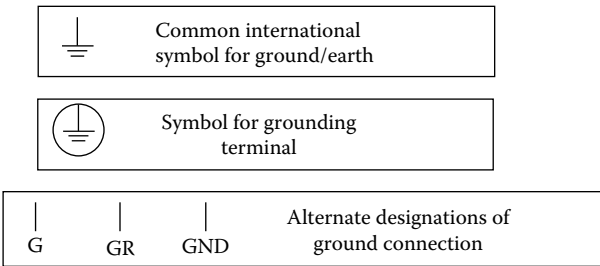 Common international
symbol for ground/earth
Symbol for grounding
terminal
G GR GND
Alternate designations of
ground connection